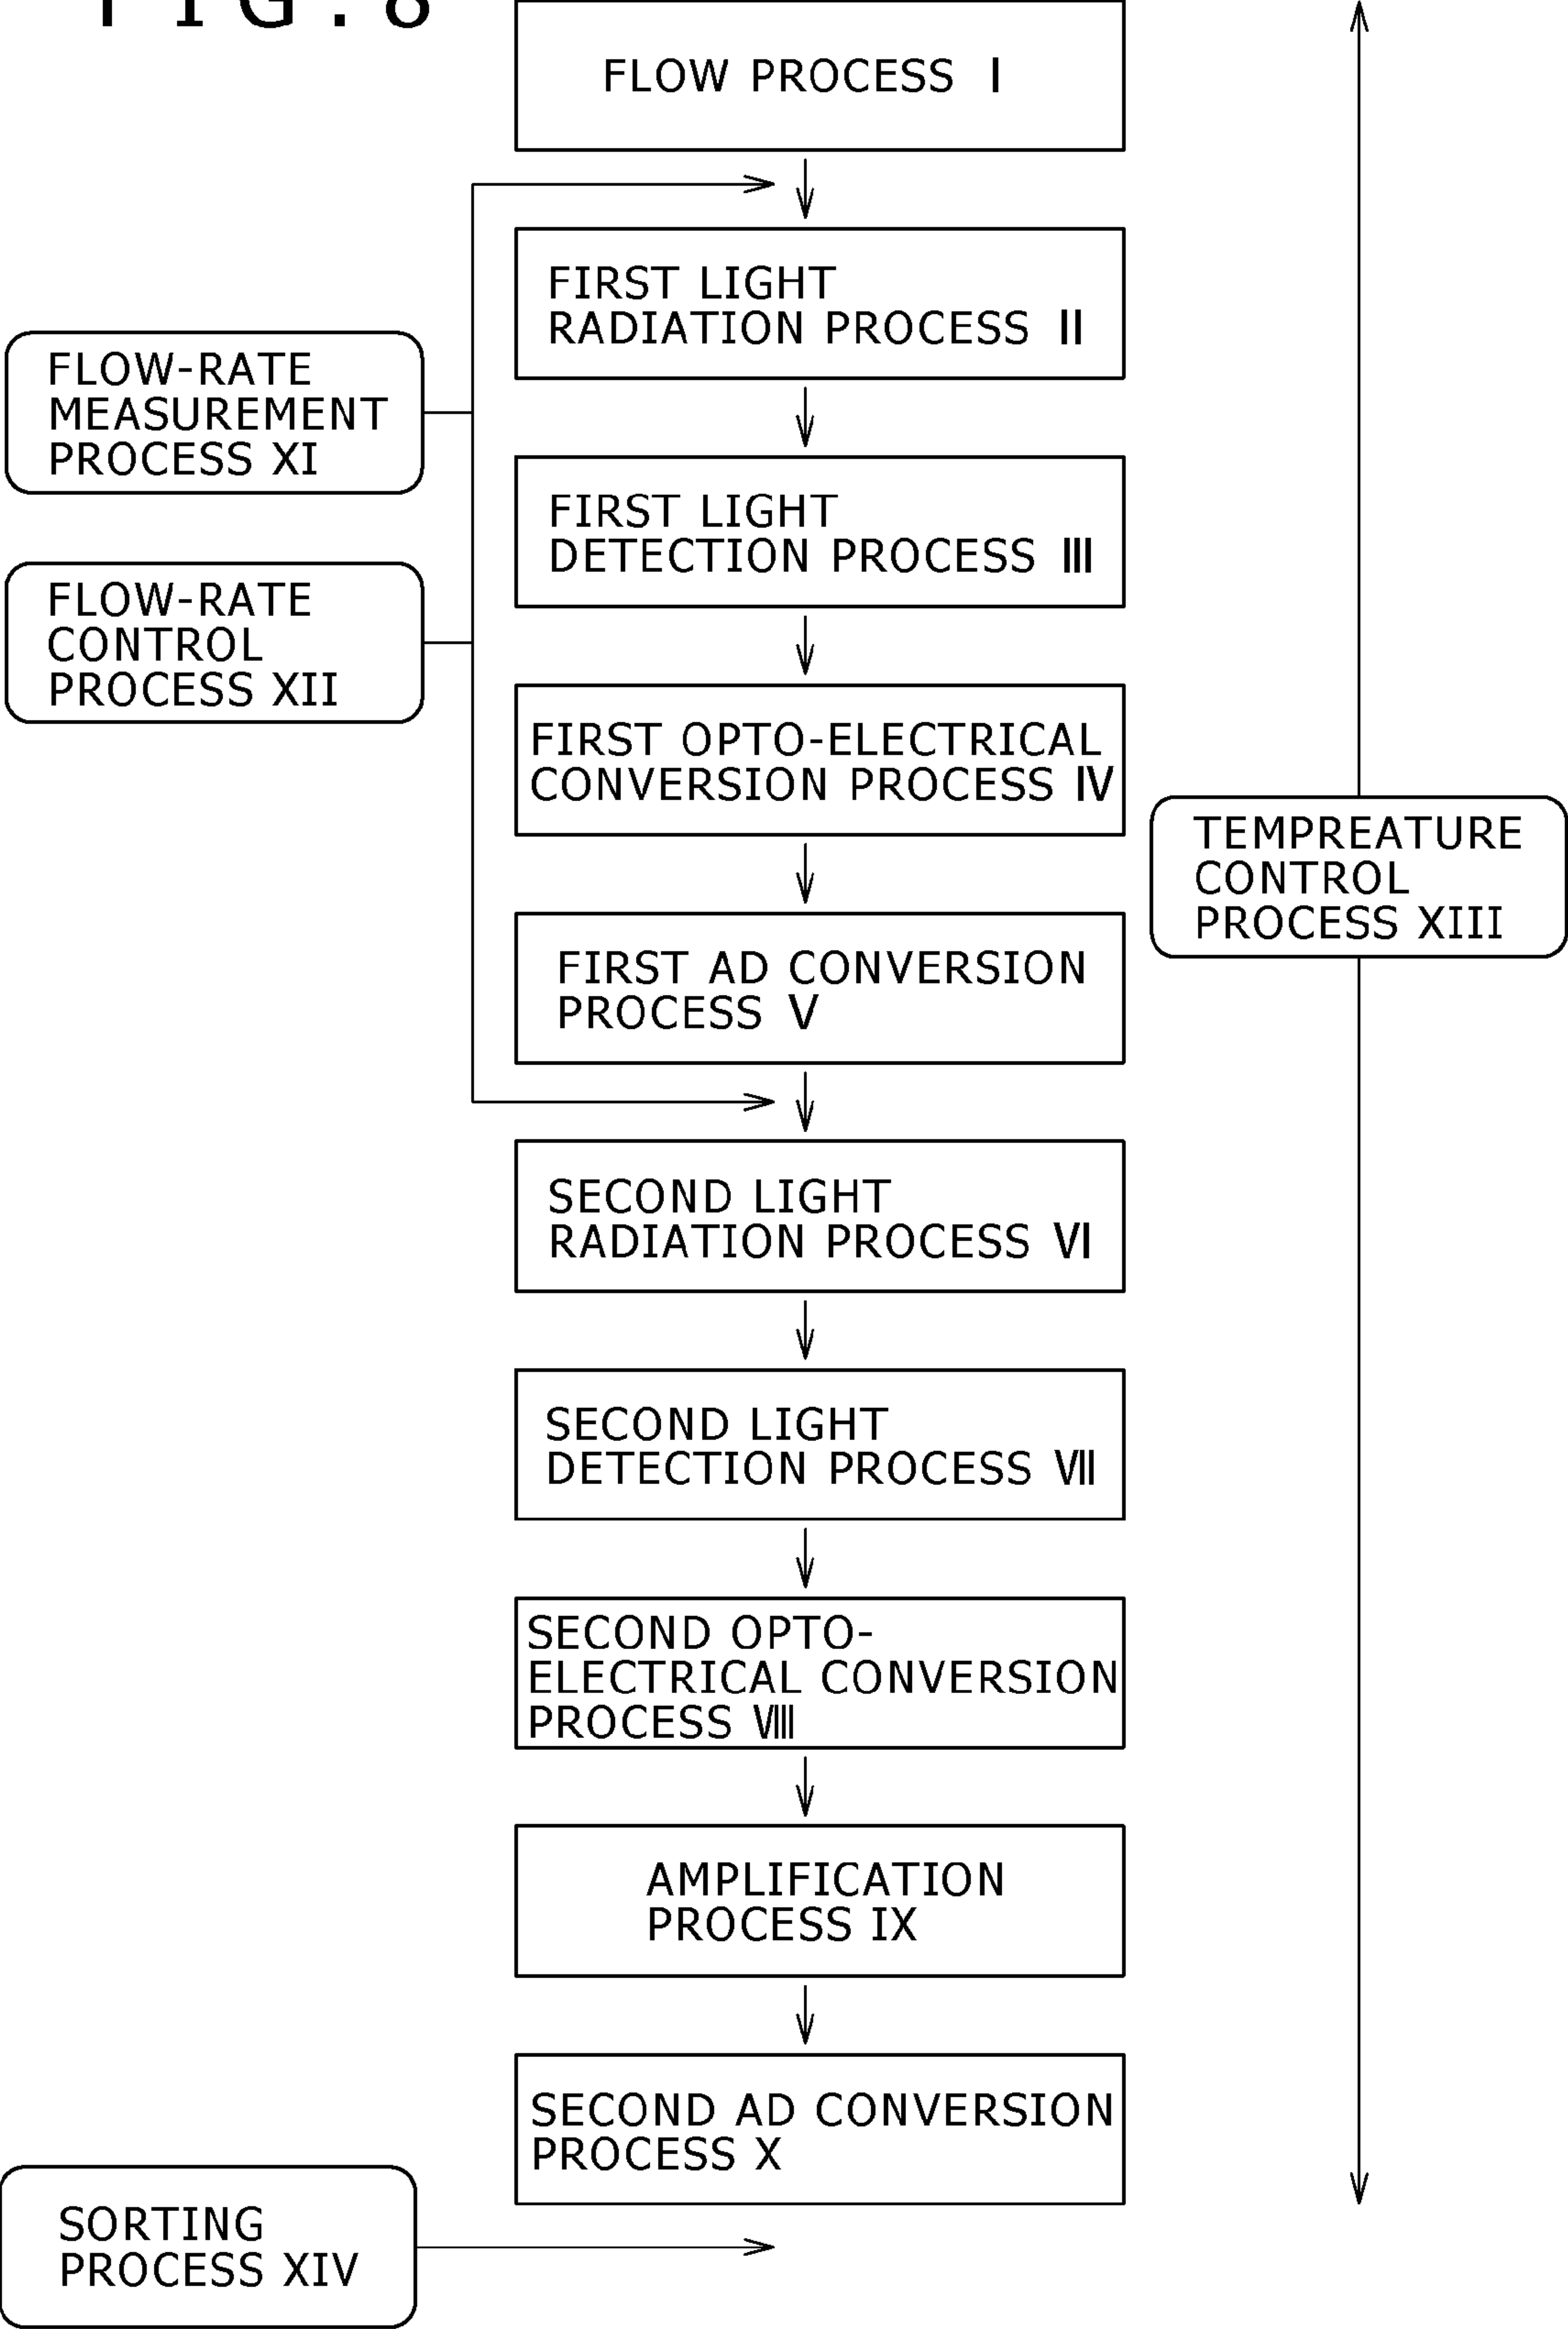 FIG.8
FLOW PROCESS I
FIRST LIGHT
RADIATION PROCESS II
FLOW-RATE
MEASUREMENT
PROCESS XI
FIRST LIGHT
DETECTION PROCESS III
FLOW-RATE
CONTROL
PROCESS XII
FIRST OPTO-ELECTRICAL
CONVERSION PROCESS IV
TEMPREATURE
CONTROL
PROCESS XIII
FIRST AD CONVERSION
PROCESS V
SECOND LIGHT
RADIATION PROCESS VI
SECOND LIGHT
DETECTION PROCESS VII
SECOND OPTO-
ELECTRICAL CONVERSION
PROCESS VIII
AMPLIFICATION
PROCESS IX
SECOND AD CONVERSION
PROCESS X
SORTING
PROCESS XIV